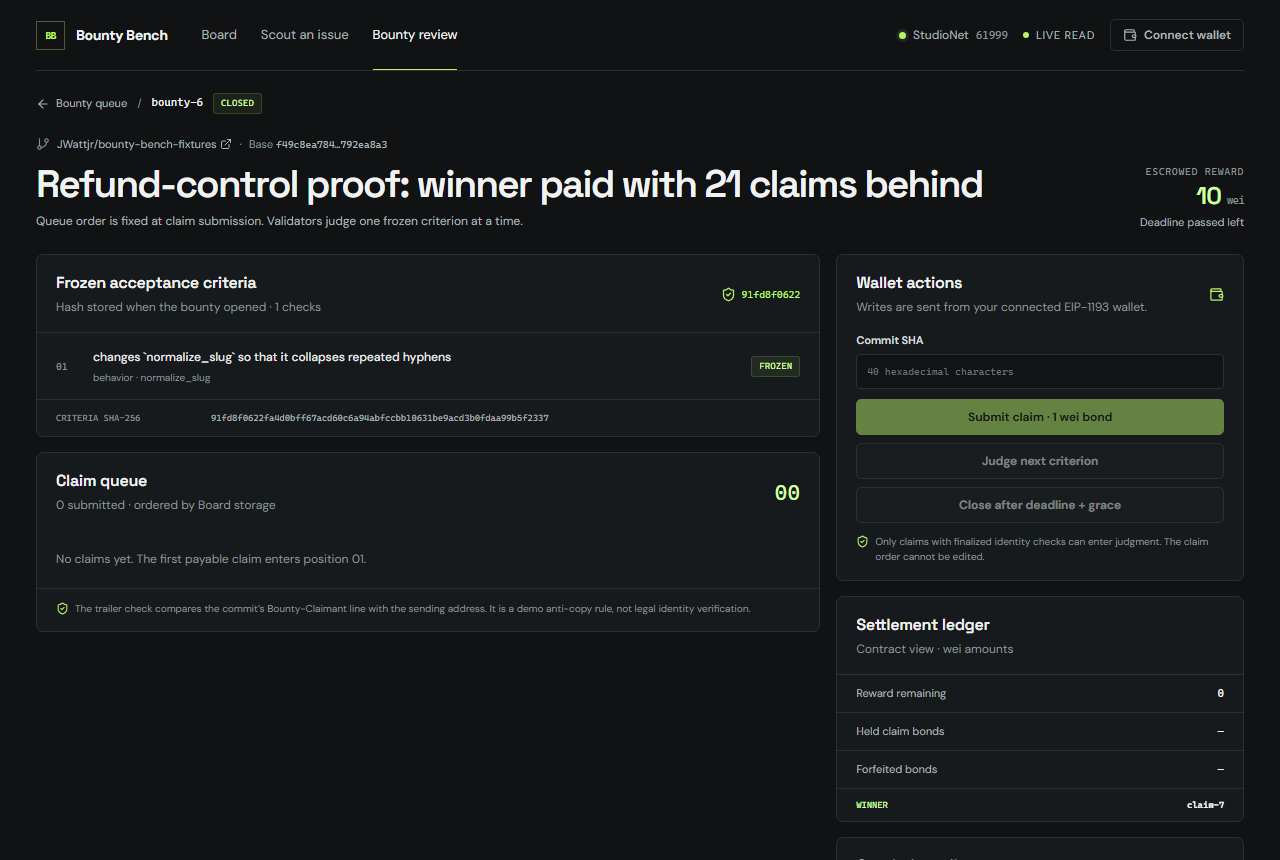 BB Bounty Bench Board Scout an issue Bounty review StudioNet 61999 LIVE READ Connect wallet
Bounty queue / bounty-6 CLOSED
JWattjr/bounty-bench-fixtures · Base f49c8ea784…792ea8a3
Refund-control proof: winner paid with 21 claims behind
Queue order is fixed at claim submission. Validators judge one frozen criterion at a time.
ESCROWED REWARD
10 wei
Deadline passed left
Frozen acceptance criteria
Hash stored when the bounty opened · 1 checks
91fd8f0622
01 changes `normalize_slug` so that it collapses repeated hyphens
behavior · normalize_slug
FROZEN
CRITERIA SHA-256 91fd8f0622fa4d0bff67acd60c6a94abfccbb10631be9acd3b0fdaa99b5f2337
Claim queue
0 submitted · ordered by Board storage
00
No claims yet. The first payable claim enters position 01.
The trailer check compares the commit's Bounty-Claimant line with the sending address. It is a demo anti-copy rule, not legal identity verification.
Wallet actions
Writes are sent from your connected EIP-1193 wallet.
Commit SHA
40 hexadecimal characters
Submit claim · 1 wei bond
Judge next criterion
Close after deadline + grace
Only claims with finalized identity checks can enter judgment. The claim
order cannot be edited.
Settlement ledger
Contract view · wei amounts
Reward remaining 0
Held claim bonds —
Forfeited bonds —
WINNER claim-7